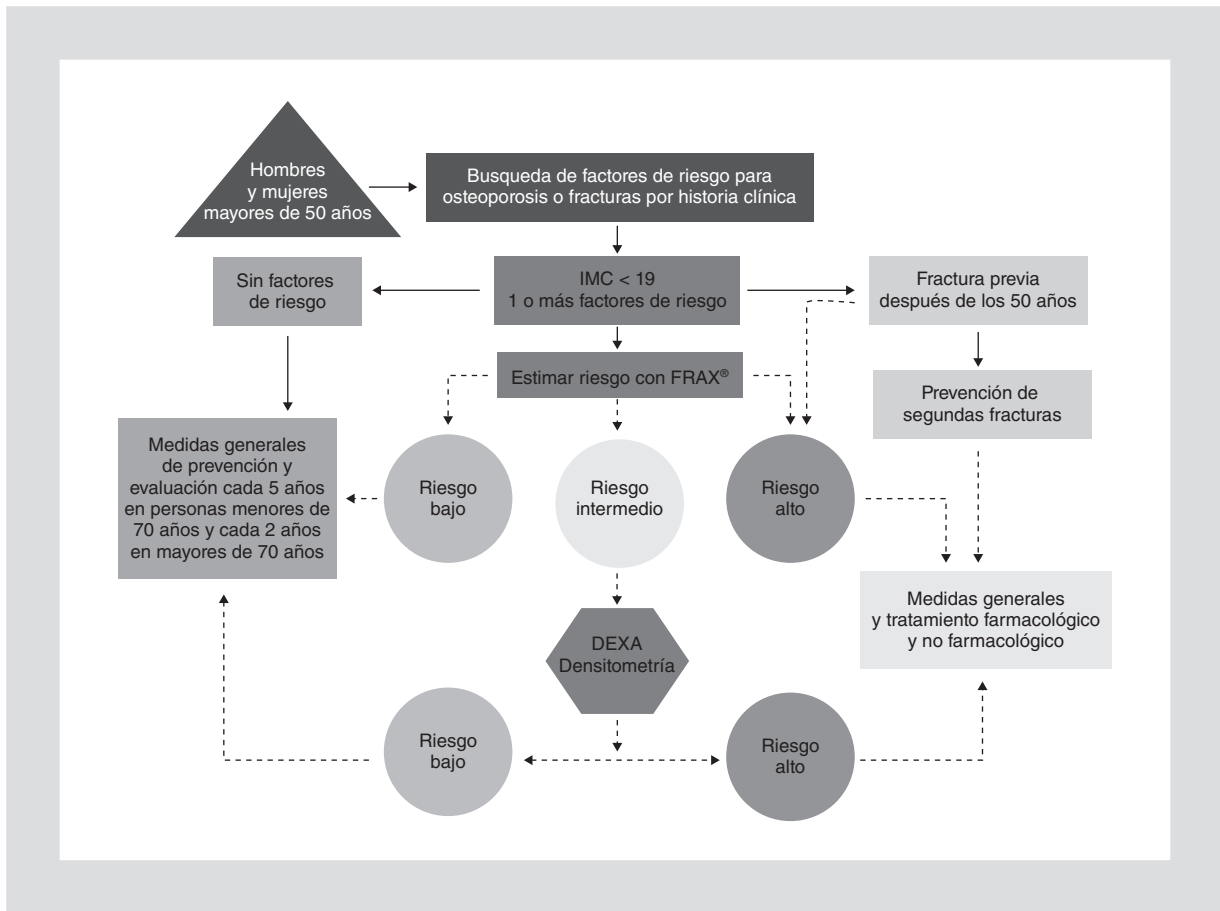 Hombres
y mujeres
mayores de 50 años
Busqueda de factores de riesgo para
osteoporosis o fracturas por historia clínica
Sin factores
de riesgo
IMC < 19
1 o más factores de riesgo
Fractura previa
después de los 50 años
Estimar riesgo con FRAX®
Prevención de
segundas fracturas
Medidas generales
de prevención y
evaluación cada 5 años
en personas menores de
70 años y cada 2 años
en mayores de 70 años
Riesgo
bajo
Riesgo
intermedio
Riesgo
alto
Medidas generales
y tratamiento farmacológico
y no farmacológico
DEXA
Densitometría
Riesgo
bajo
Riesgo
alto